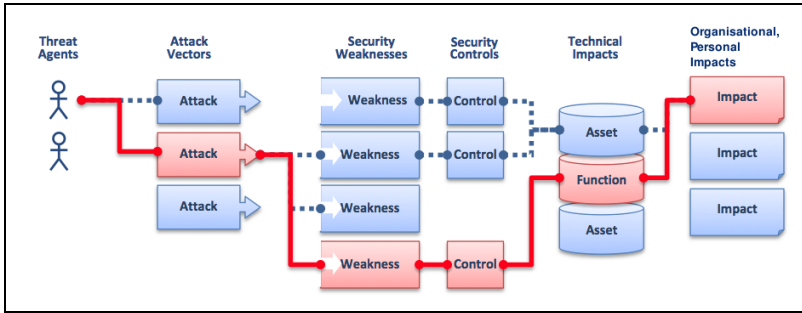 Threat
Agents
Attack
Vectors
Security
Weaknesses
Security
Controls
Technical
Impacts
Organisational,
Personal
Impacts
Attack
Weakness
Control
Impact
Asset
Attack
Weakness
Control
Impact
Function
Attack
Weakness
Impact
Asset
Weakness
Control